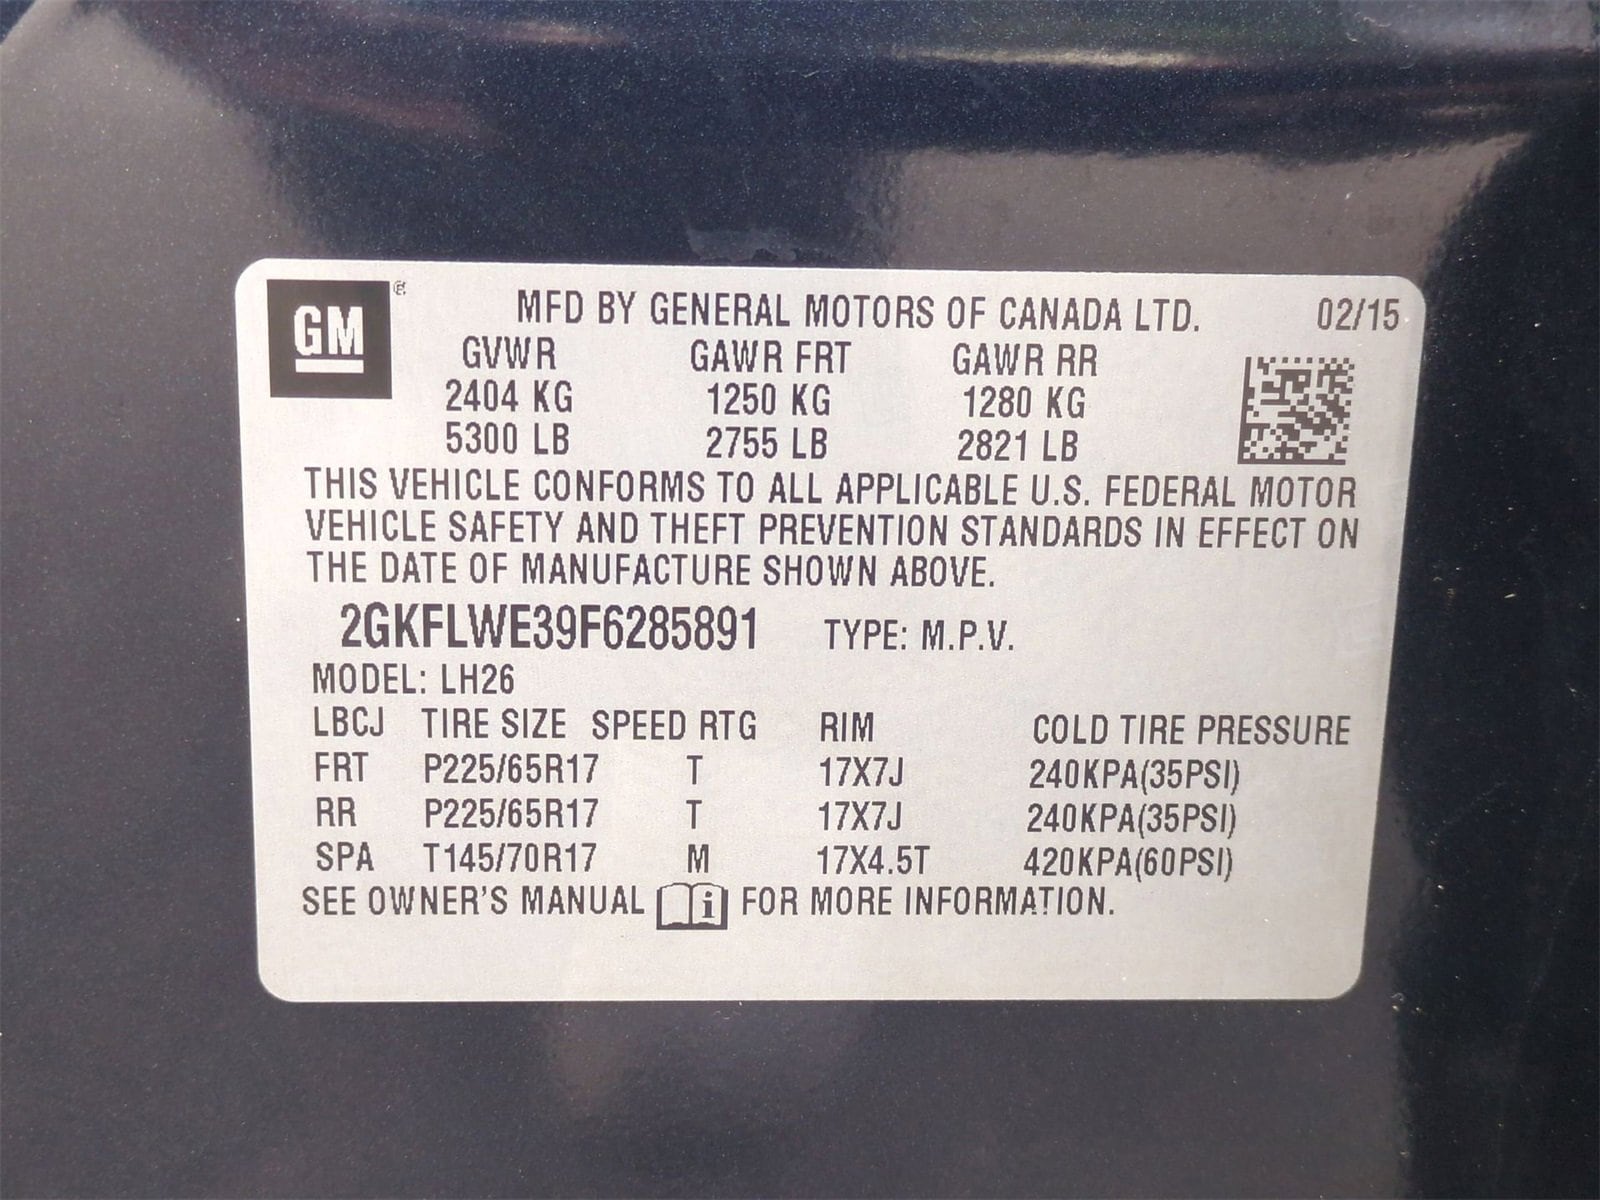 GM ® MFD BY GENERAL MOTORS OF CANADA LTD. 02/15
GVWR GAWR FRT GAWR RR
2404 KG 1250 KG 1280 KG
5300 LB 2755 LB 2821 LB
THIS VEHICLE CONFORMS TO ALL APPLICABLE U.S. FEDERAL MOTOR
VEHICLE SAFETY AND THEFT PREVENTION STANDARDS IN EFFECT ON
THE DATE OF MANUFACTURE SHOWN ABOVE.
2GKFLWE39F6285891 TYPE: M.P.V.
MODEL: LH26
LBCJ TIRE SIZE SPEED RTG RIM COLD TIRE PRESSURE
FRT P225/65R17 T 17X7J 240KPA(35PSI)
RR P225/65R17 T 17X7J 240KPA(35PSI)
SPA T145/70R17 M 17X4.5T 420KPA(60PSI)
SEE OWNER'S MANUAL i FOR MORE INFORMATION.